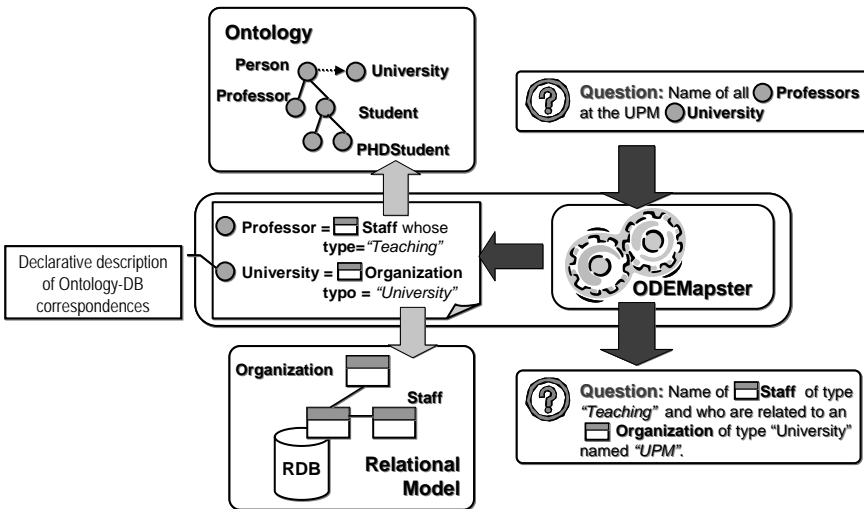 Ontology
Person
University
Professor
Student
PHDStudent
Question: Name of all Professors
at the UPM University
Professor = Staff whose
type="Teaching"
University = Organization
typo = "University"
Declarative description
of Ontology-DB
correspondences
ODEMapster
Organization
Staff
RDB
Relational
Model
Question: Name of Staff of type
"Teaching" and who are related to an
Organization of type "University"
named "UPM".